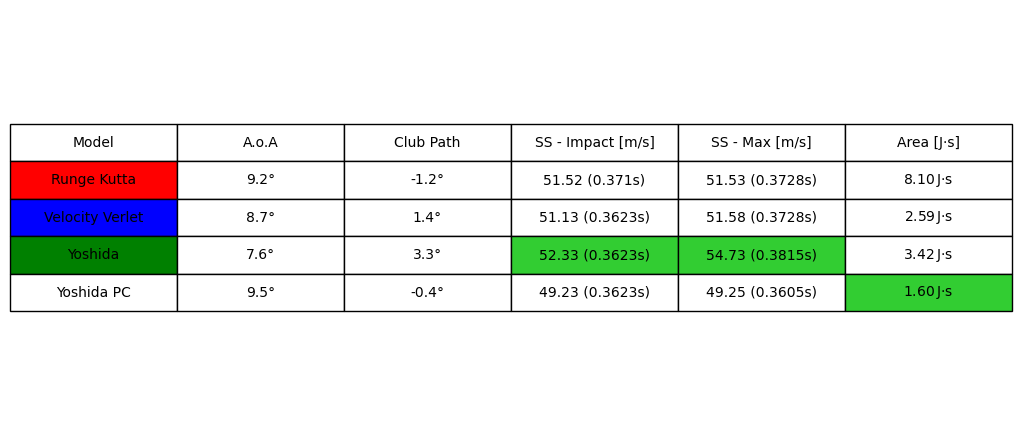 Model A.o.A Club Path SS - Impact [m/s] SS - Max [m/s] Area [J·s]
Runge Kutta 9.2° -1.2° 51.52 (0.371s) 51.53 (0.3728s) 8.10 J·s
Velocity Verlet 8.7° 1.4° 51.13 (0.3623s) 51.58 (0.3728s) 2.59 J·s
Yoshida 7.6° 3.3° 52.33 (0.3623s) 54.73 (0.3815s) 3.42 J·s
Yoshida PC 9.5° -0.4° 49.23 (0.3623s) 49.25 (0.3605s) 1.60 J·s